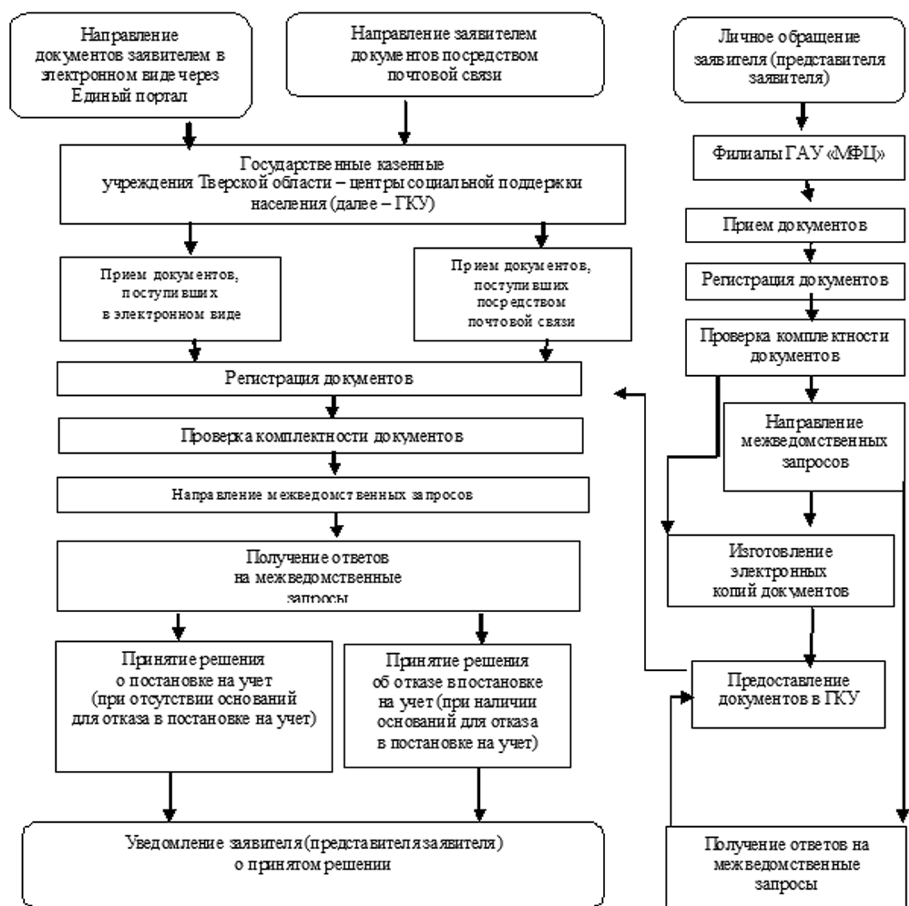 Направление
документов заявителем в
электронном виде через
Единый портал
Направление заявителем
документов посредством
почтовой связи
Личное обращение
заявителя (представителя
заявителя)
Государственные казенные
учреждения Тверской области – центры социальной поддержки
населения (далее – ГКУ)
Филиалы ГАУ «МФЦ»
Прием документов,
поступивших
в электронном виде
Прием документов,
поступивших
посредством
почтовой связи
Прием документов
Регистрация документов
Проверка комплектности
документов
Регистрация документов
Проверка комплектности документов
Направление межведомственных запросов
Получение ответов
на межведомственные
запросы
Направление
межведомственных
запросов
Изготовление
электронных
копий документов
Принятие решения
о постановке на учет
(при отсутствии оснований
для отказа в постановке на учет)
Принятие решения
об отказе в постановке
на учет (при наличии
оснований для отказа
в постановке на учет)
Предоставление
документов в ГКУ
Уведомление заявителя (представителя заявителя)
о принятом решении
Получение ответов на
межведомственные
запросы